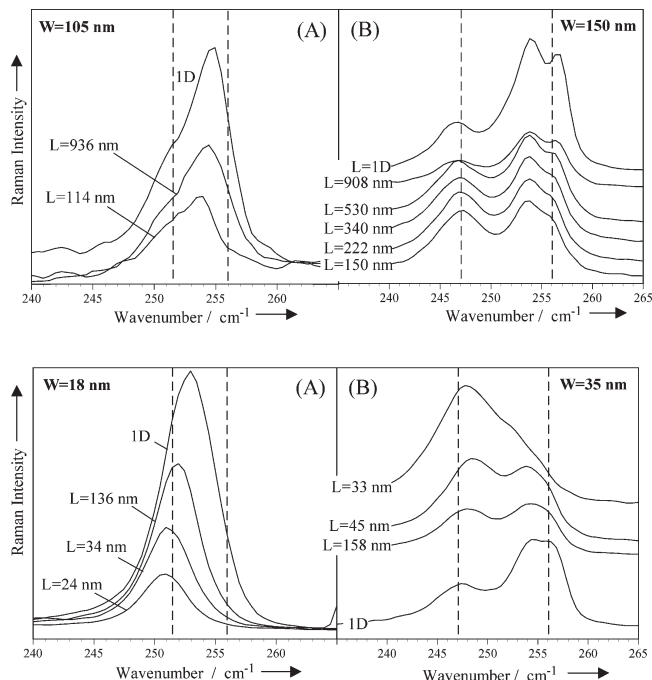 W=105 nm
(A)
1D
L=936 nm
L=114 nm
Raman Intensity
240 245 250 255 260
Wavenumber / cm-1
(B)
W=150 nm
L=1D
L=908 nm
L=530 nm
L=340 nm
L=222 nm
L=150 nm
240 245 250 255 260 265
Wavenumber / cm-1
W=18 nm
(A)
1D
L=136 nm
L=34 nm
L=24 nm
Raman Intensity
240 245 250 255 260
Wavenumber / cm-1
(B)
W=35 nm
L=33 nm
L=45 nm
L=158 nm
1D
240 245 250 255 260 265
Wavenumber / cm-1